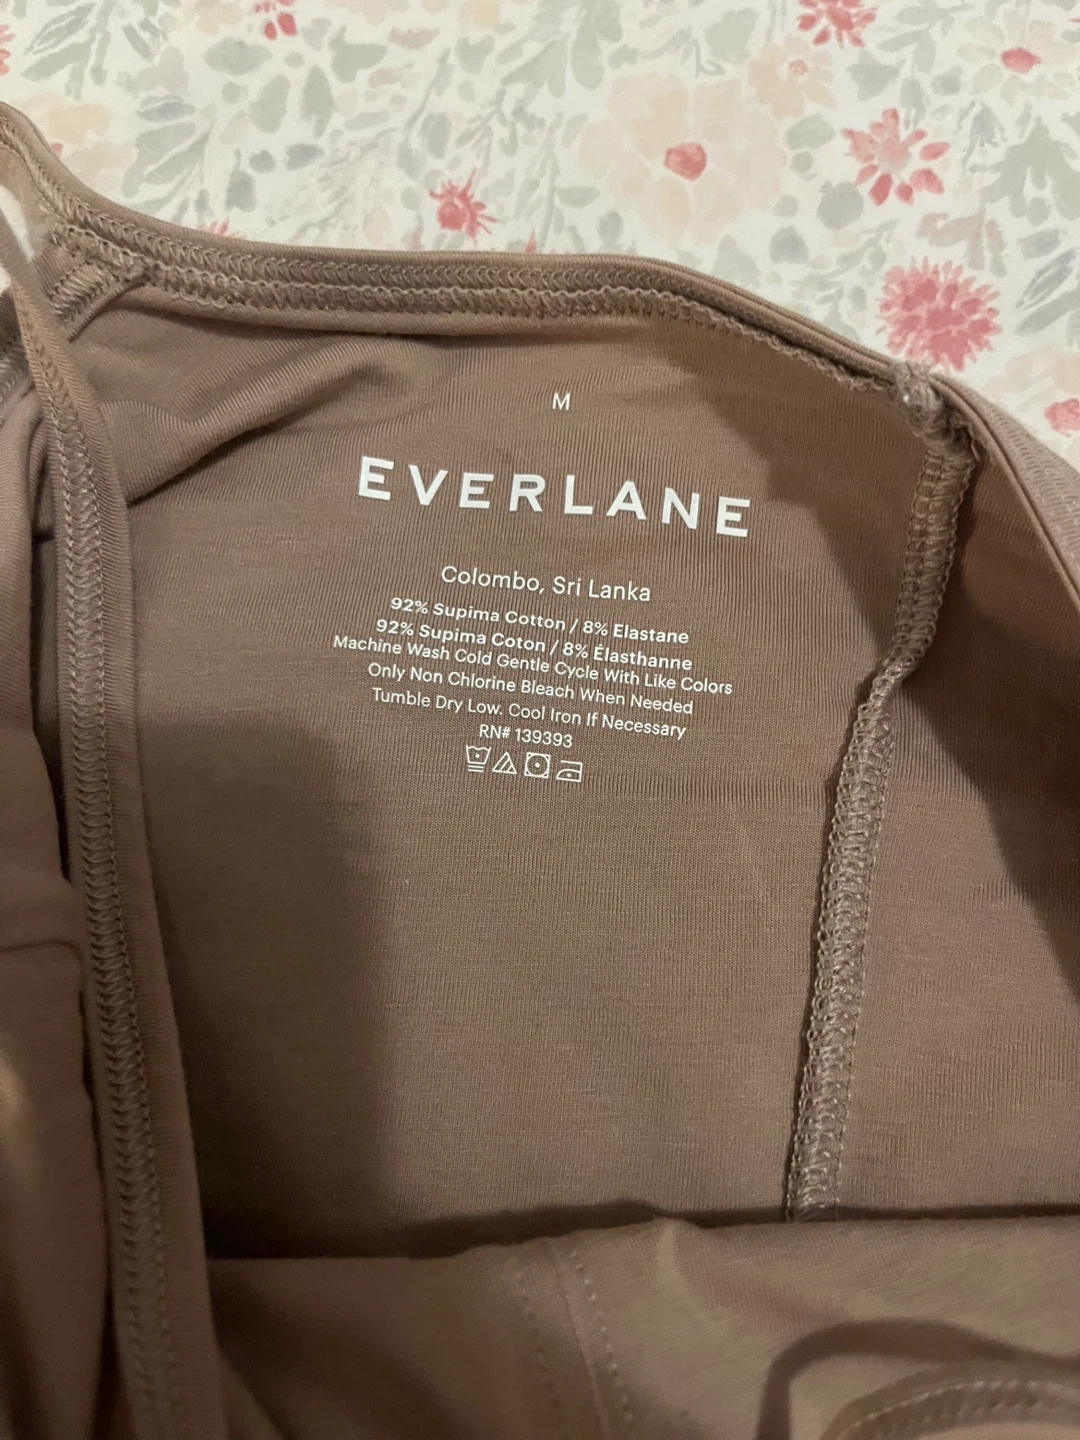 M
EVERLANE
Colombo, Sri Lanka
92% Supima Cotton / 8% Elastane
92% Supima Coton / 8% Élasthanne
Machine Wash Cold Gentle Cycle With Like Colors
Only Non Chlorine Bleach When Needed
Tumble Dry Low. Cool Iron If Necessary
RN# 139393